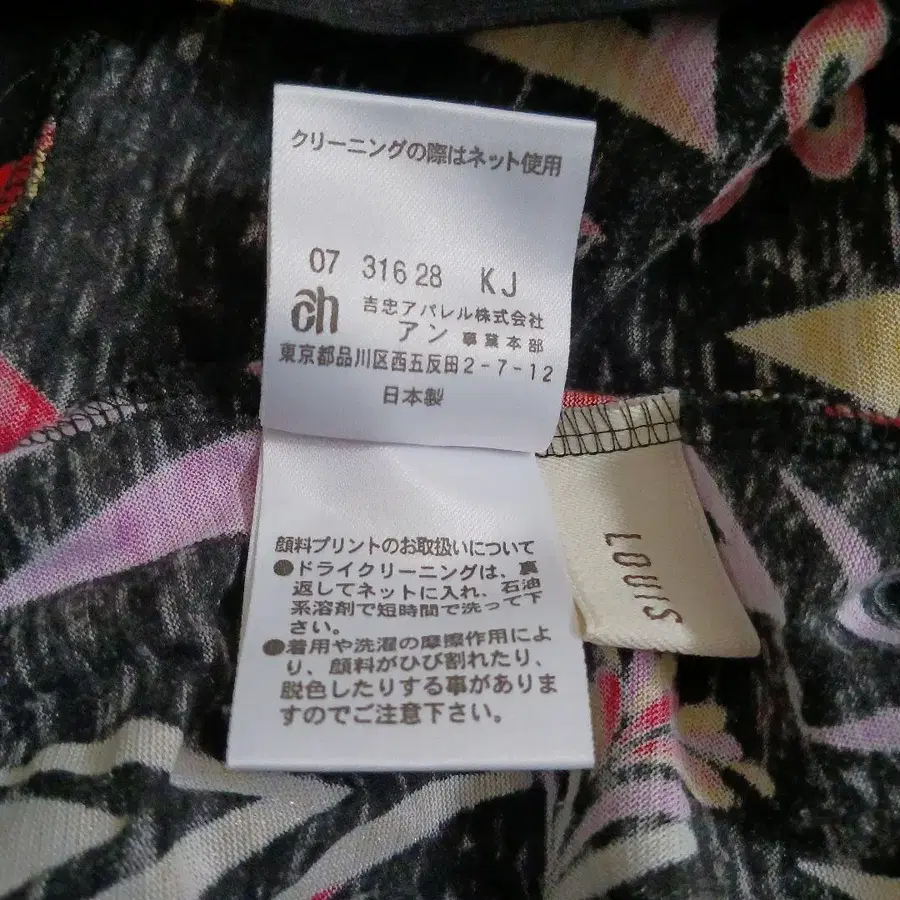 クリーニングの際はネット使用
07 316 28 KJ
ah 吉忠アパレル株式会社
アン 事業本部
東京都品川区西五反田2-7-12
日本製
顔料プリントのお取扱いについて
●ドライクリーニングは、裏
返してネットに入れ、石油
系溶剤で短時間で洗って下
さい。
●着用や洗濯の摩擦作用によ
り、顔料がひび割れたり、
脱色したりする事がありま
すのでご注意下さい。
LOUIS